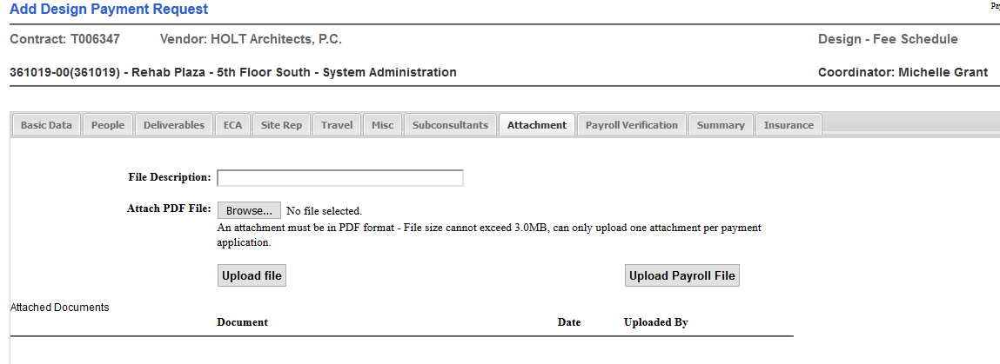 Add Design Payment Request
Contract: T006347 Vendor: HOLT Architects, P.C. Design - Fee Schedule
361019-00(361019) - Rehab Plaza - 5th Floor South - System Administration Coordinator: Michelle Grant
Basic Data People Deliverables ECA Site Rep Travel Misc Subconsultants Attachment Payroll Verification Summary Insurance
File Description:
Attach PDF File: Browse... No file selected.
An attachment must be in PDF format - File size cannot exceed 3.0MB, can only upload one attachment per payment
application.
Upload file Upload Payroll File
Attached Documents
Document Date Uploaded By